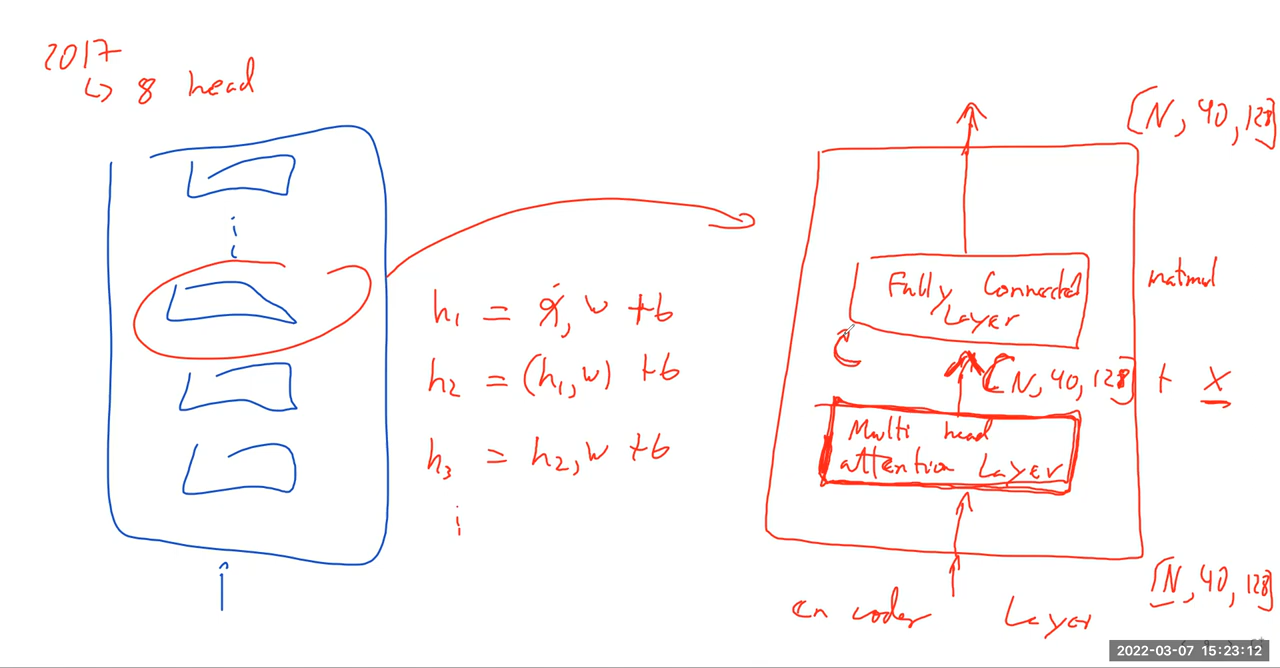 2017
↳ 8 head
h₁ = x, w + b
h₂ = (h₁, w) + b
h₃ = h₂, w + b
[N, 40, 128]
Fully Connected
Layer
matmul
[N, 40, 128] + X
Multi head
attention Layer
[N, 40, 128]
encoder Layer
2022-03-07 15:23:12